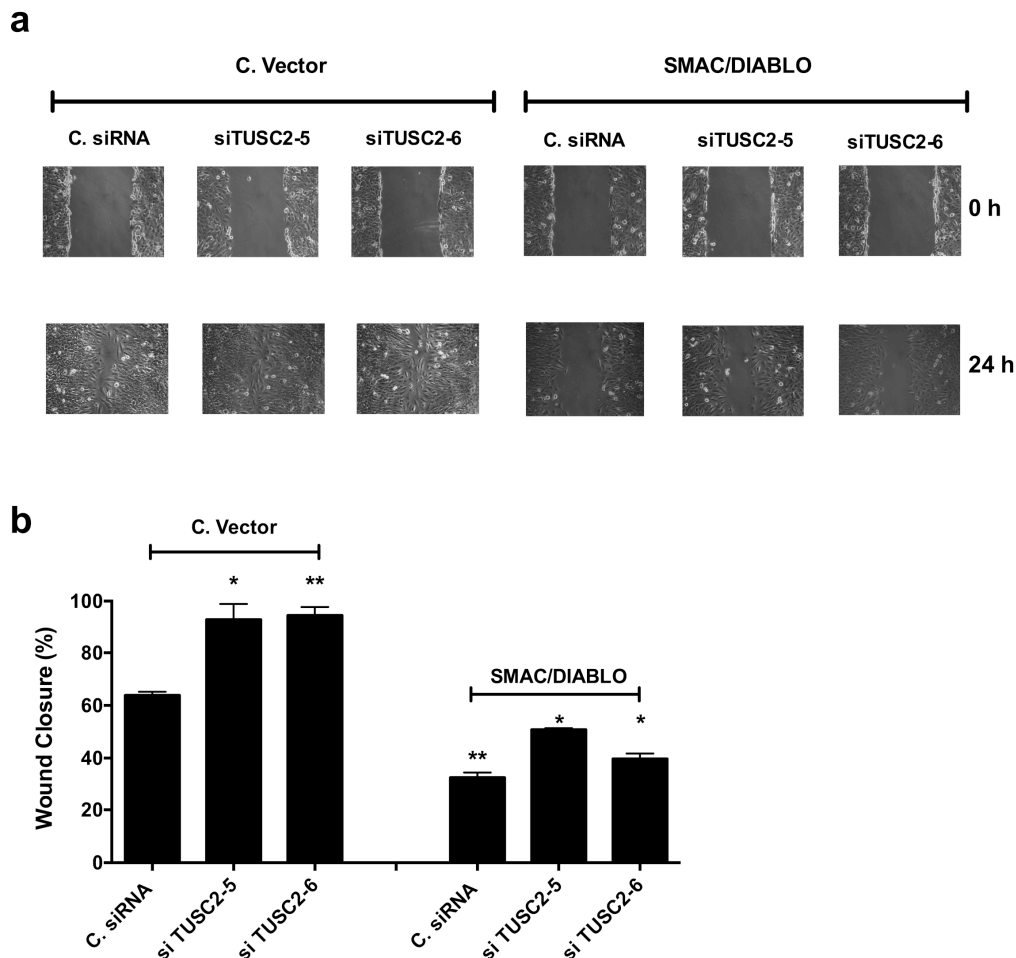 a
C. Vector
SMAC/DIABLO
C. siRNA
siTUSC2-5
siTUSC2-6
C. siRNA
siTUSC2-5
siTUSC2-6
0 h
24 h
b
C. Vector
*
**
SMAC/DIABLO
**
*
*
Wound Closure (%)
100
80
60
40
20
0
C. siRNA
si TUSC2-5
si TUSC2-6
C. siRNA
si TUSC2-5
si TUSC2-6